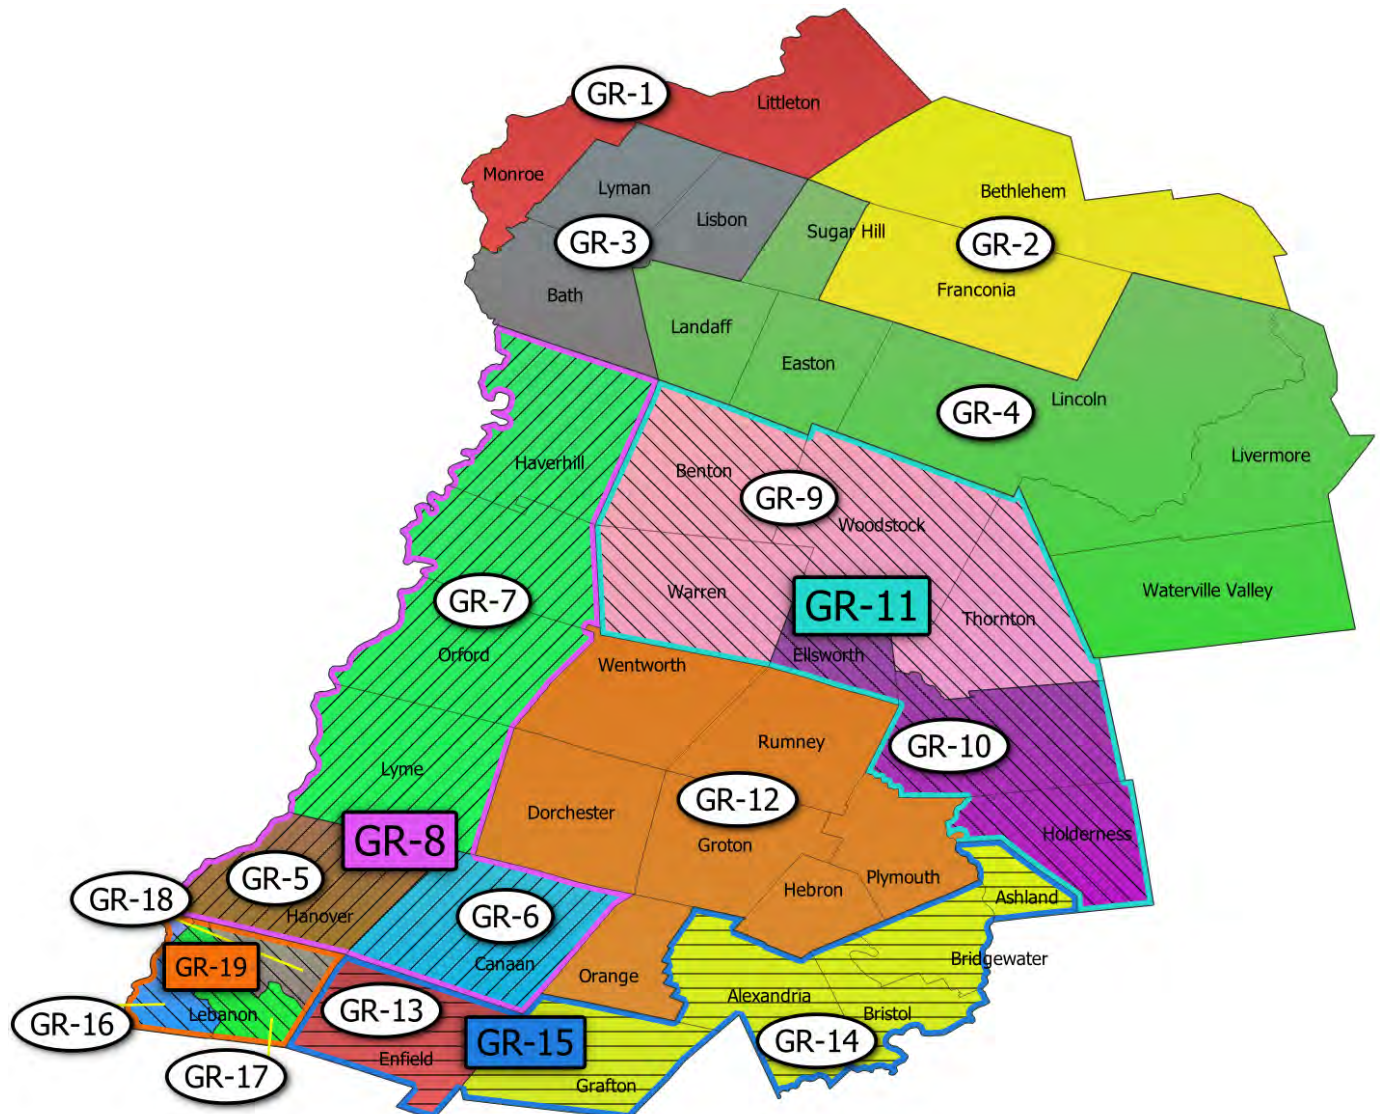 GR-1
Littleton
Monroe
Lyman
Bethlehem
Lisbon
Sugar Hill
GR-3
GR-2
Bath
Franconia
Landaff
Easton
Lincoln
GR-4
Livermore
Haverhill
Benton
GR-9
Woodstock
Waterville Valley
Warren
GR-7
GR-11
Thornton
Orford
Ellsworth
Wentworth
Rumney
GR-10
Lyme
GR-12
Dorchester
Holderness
GR-8
Groton
GR-5
Plymouth
Hebron
Ashland
GR-18
Hanover
GR-6
Bridgewater
GR-19
Canaan
Orange
Alexandria
Lebanon
GR-13
Bristol
GR-16
GR-15
GR-14
Enfield
GR-17
Grafton